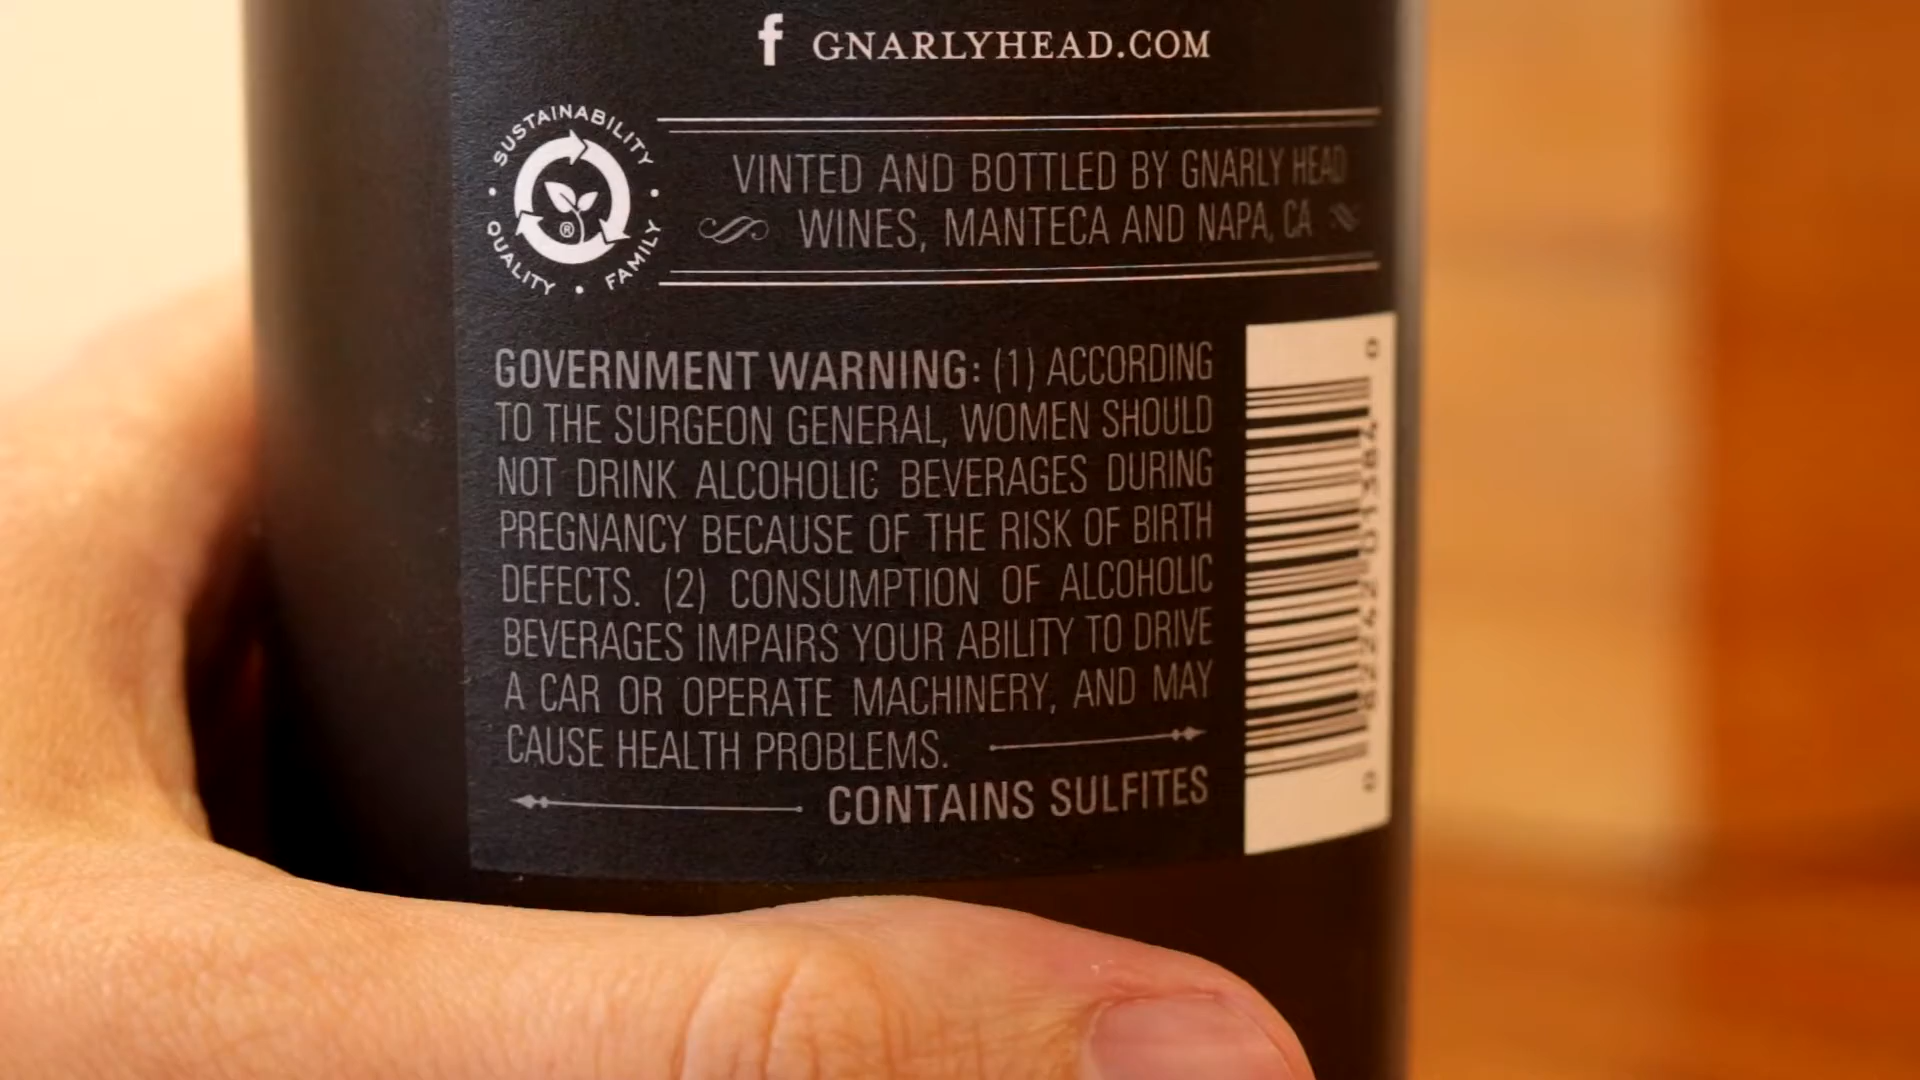 f GNARLYHEAD.COM
SUSTAINABILITY
QUALITY • FAMILY
®
VINTED AND BOTTLED BY GNARLY HEAD
WINES, MANTECA AND NAPA, CA
GOVERNMENT WARNING: (1) ACCORDING
TO THE SURGEON GENERAL, WOMEN SHOULD
NOT DRINK ALCOHOLIC BEVERAGES DURING
PREGNANCY BECAUSE OF THE RISK OF BIRTH
DEFECTS. (2) CONSUMPTION OF ALCOHOLIC
BEVERAGES IMPAIRS YOUR ABILITY TO DRIVE
A CAR OR OPERATE MACHINERY, AND MAY
CAUSE HEALTH PROBLEMS.
CONTAINS SULFITES